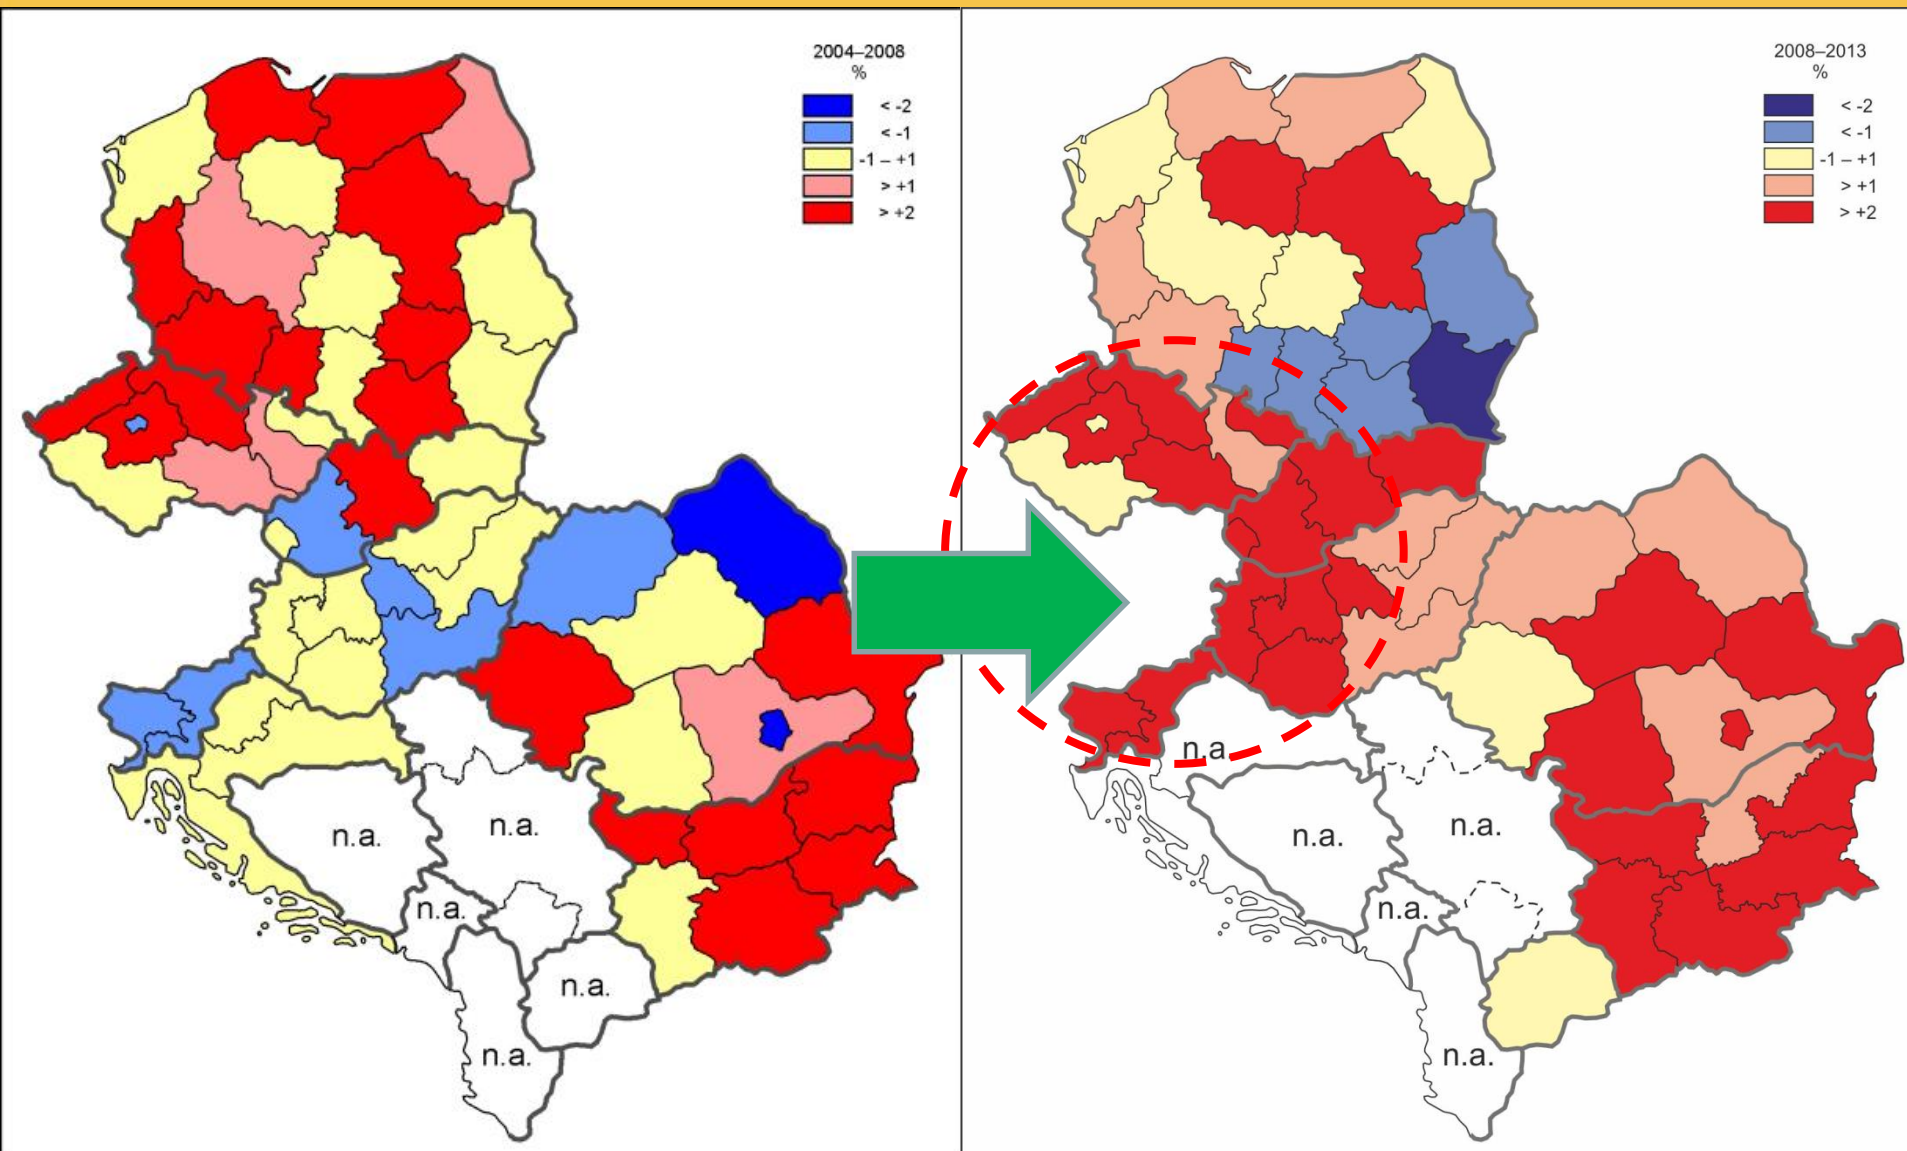 2004–2008
%
< -2
< -1
-1 – +1
> +1
> +2
n.a.
n.a.
n.a.
n.a.
n.a.
2008–2013
%
< -2
< -1
-1 – +1
> +1
> +2
n.a.
n.a.
n.a.
n.a.
n.a.